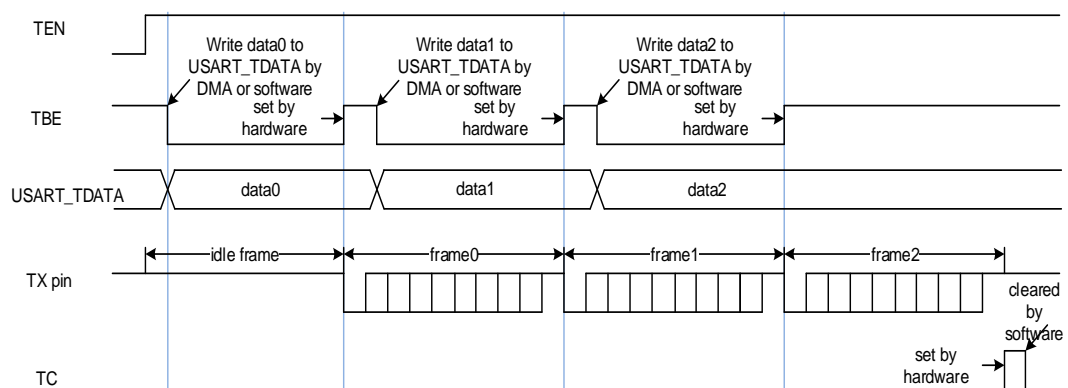 TEN
Write data0 to
USART_TDATA by
DMA or software
Write data1 to
USART_TDATA by
DMA or software
Write data2 to
USART_TDATA by
DMA or software
TBE
set by
hardware
set by
hardware
set by
hardware
USART_TDATA
data0
data1
data2
idle frame
frame0
frame1
frame2
TX pin
cleared
by
software
set by
hardware
TC